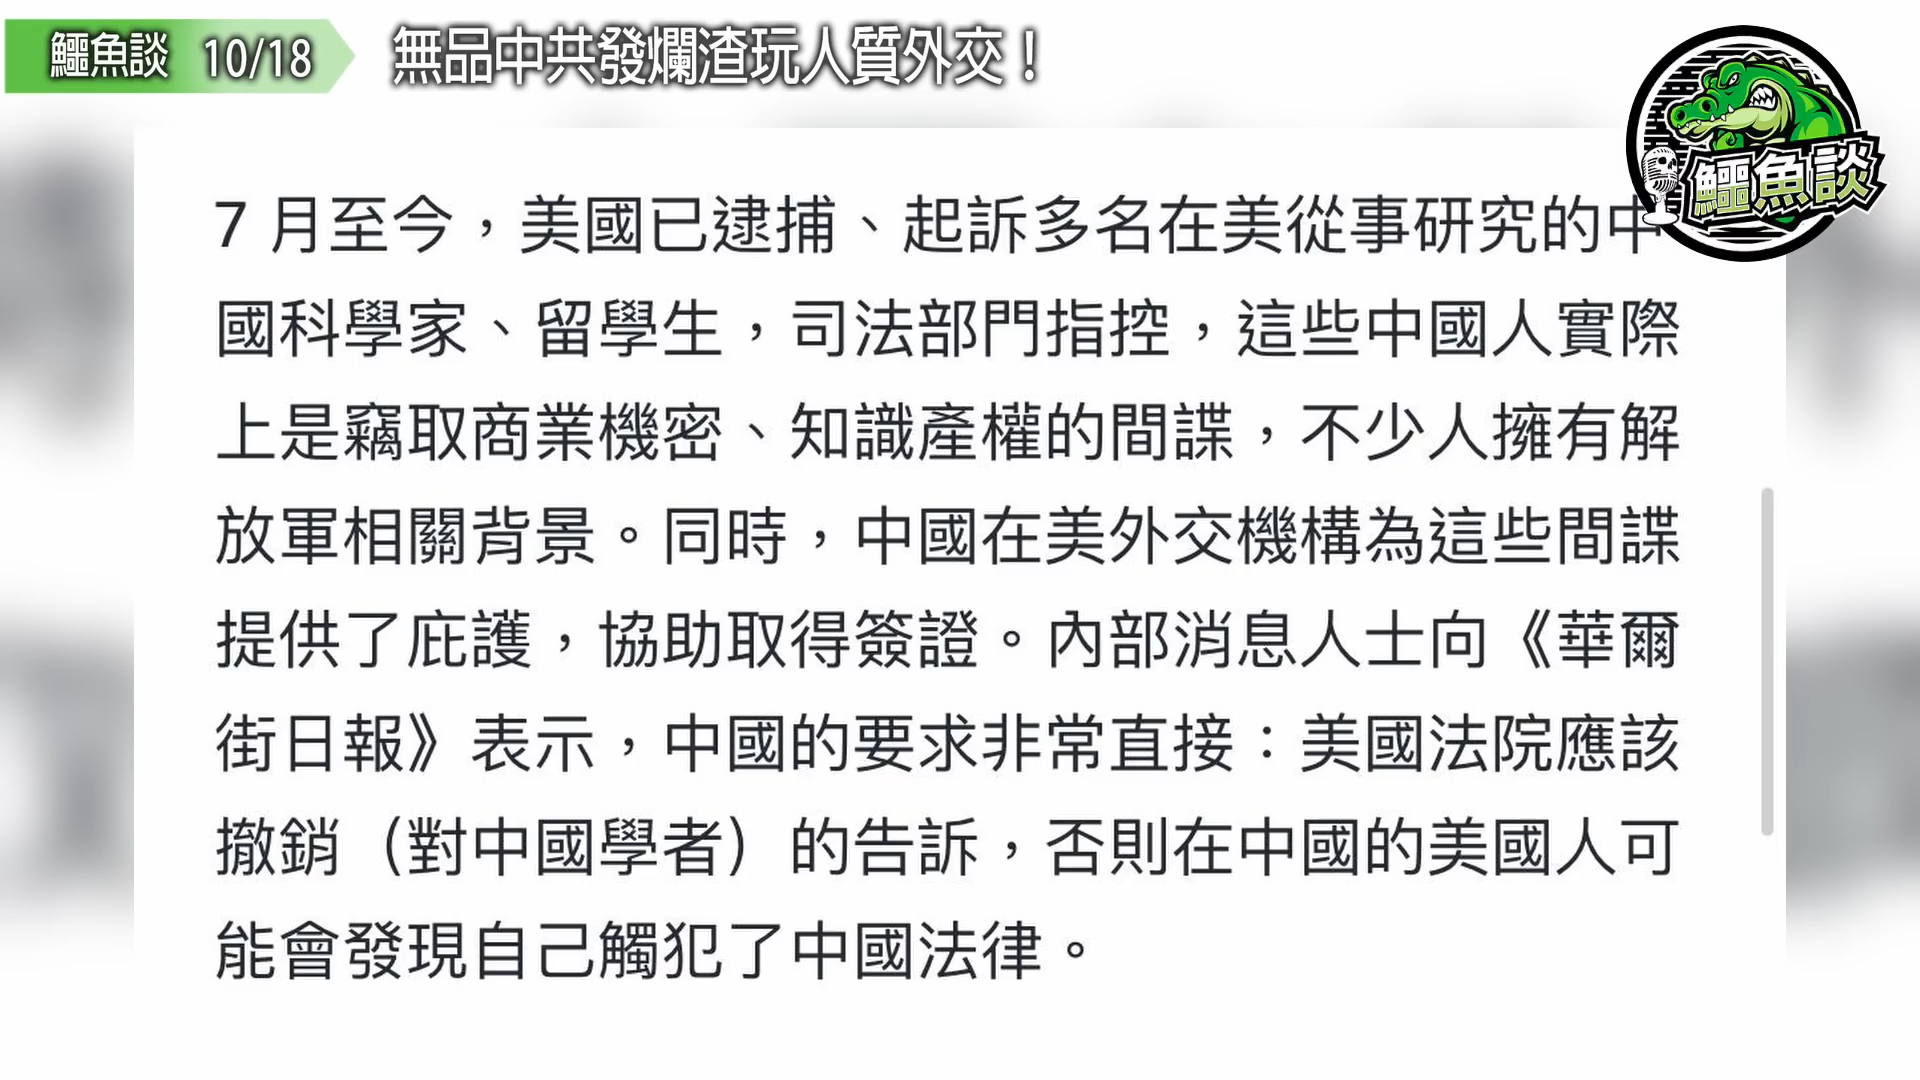 鱷魚談 10/18 無品中共發爛渣玩人質外交！
鱷魚談
7 月至今，美國已逮捕、起訴多名在美從事研究的中
國科學家、留學生，司法部門指控，這些中國人實際
上是竊取商業機密、知識產權的間諜，不少人擁有解
放軍相關背景。同時，中國在美外交機構為這些間諜
提供了庇護，協助取得簽證。內部消息人士向《華爾
街日報》表示，中國的要求非常直接：美國法院應該
撤銷（對中國學者）的告訴，否則在中國的美國人可
能會發現自己觸犯了中國法律。